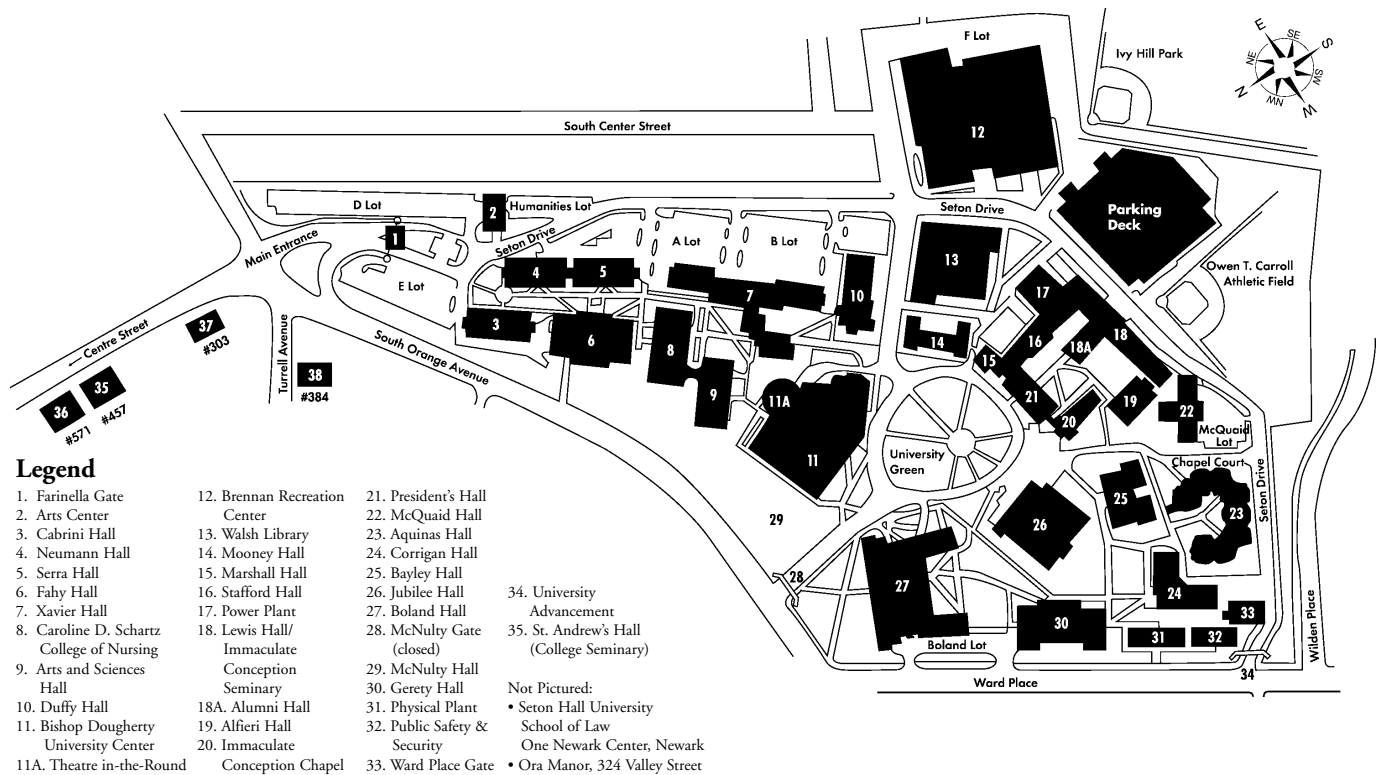 F Lot
Ivy Hill Park
E
SE
S
SW
W
NW
N
NE
12
South Center Street
D Lot
2
Humanities Lot
Seton Drive
Parking
Deck
1
Main Entrance
Seton Drive
A Lot
B Lot
4
5
13
Owen T. Carroll
Athletic Field
E Lot
7
10
17
37
#303
3
6
8
14
16
18
18A
15
Centre Street
Turrell Avenue
South Orange Avenue
38
#384
35
#457
36
#571
9
11A
21
19
20
22
McQuaid
Lot
11
University
Green
Chapel Court
Seton Drive
25
23
29
26
28
27
24
30
33
31
32
Boland Lot
Wilden Place
34
Ward Place
Legend
1. Farinella Gate
2. Arts Center
3. Cabrini Hall
4. Neumann Hall
5. Serra Hall
6. Fahy Hall
7. Xavier Hall
8. Caroline D. Schartz
College of Nursing
9. Arts and Sciences
Hall
10. Duffy Hall
11. Bishop Dougherty
University Center
11A. Theatre in-the-Round
12. Brennan Recreation
Center
13. Walsh Library
14. Mooney Hall
15. Marshall Hall
16. Stafford Hall
17. Power Plant
18. Lewis Hall/
Immaculate
Conception
Seminary
18A. Alumni Hall
19. Alfieri Hall
20. Immaculate
Conception Chapel
21. President's Hall
22. McQuaid Hall
23. Aquinas Hall
24. Corrigan Hall
25. Bayley Hall
26. Jubilee Hall
27. Boland Hall
28. McNulty Gate
(closed)
29. McNulty Hall
30. Gerety Hall
31. Physical Plant
32. Public Safety &
Security
33. Ward Place Gate
34. University
Advancement
35. St. Andrew's Hall
(College Seminary)
Not Pictured:
• Seton Hall University
School of Law
One Newark Center, Newark
• Ora Manor, 324 Valley Street